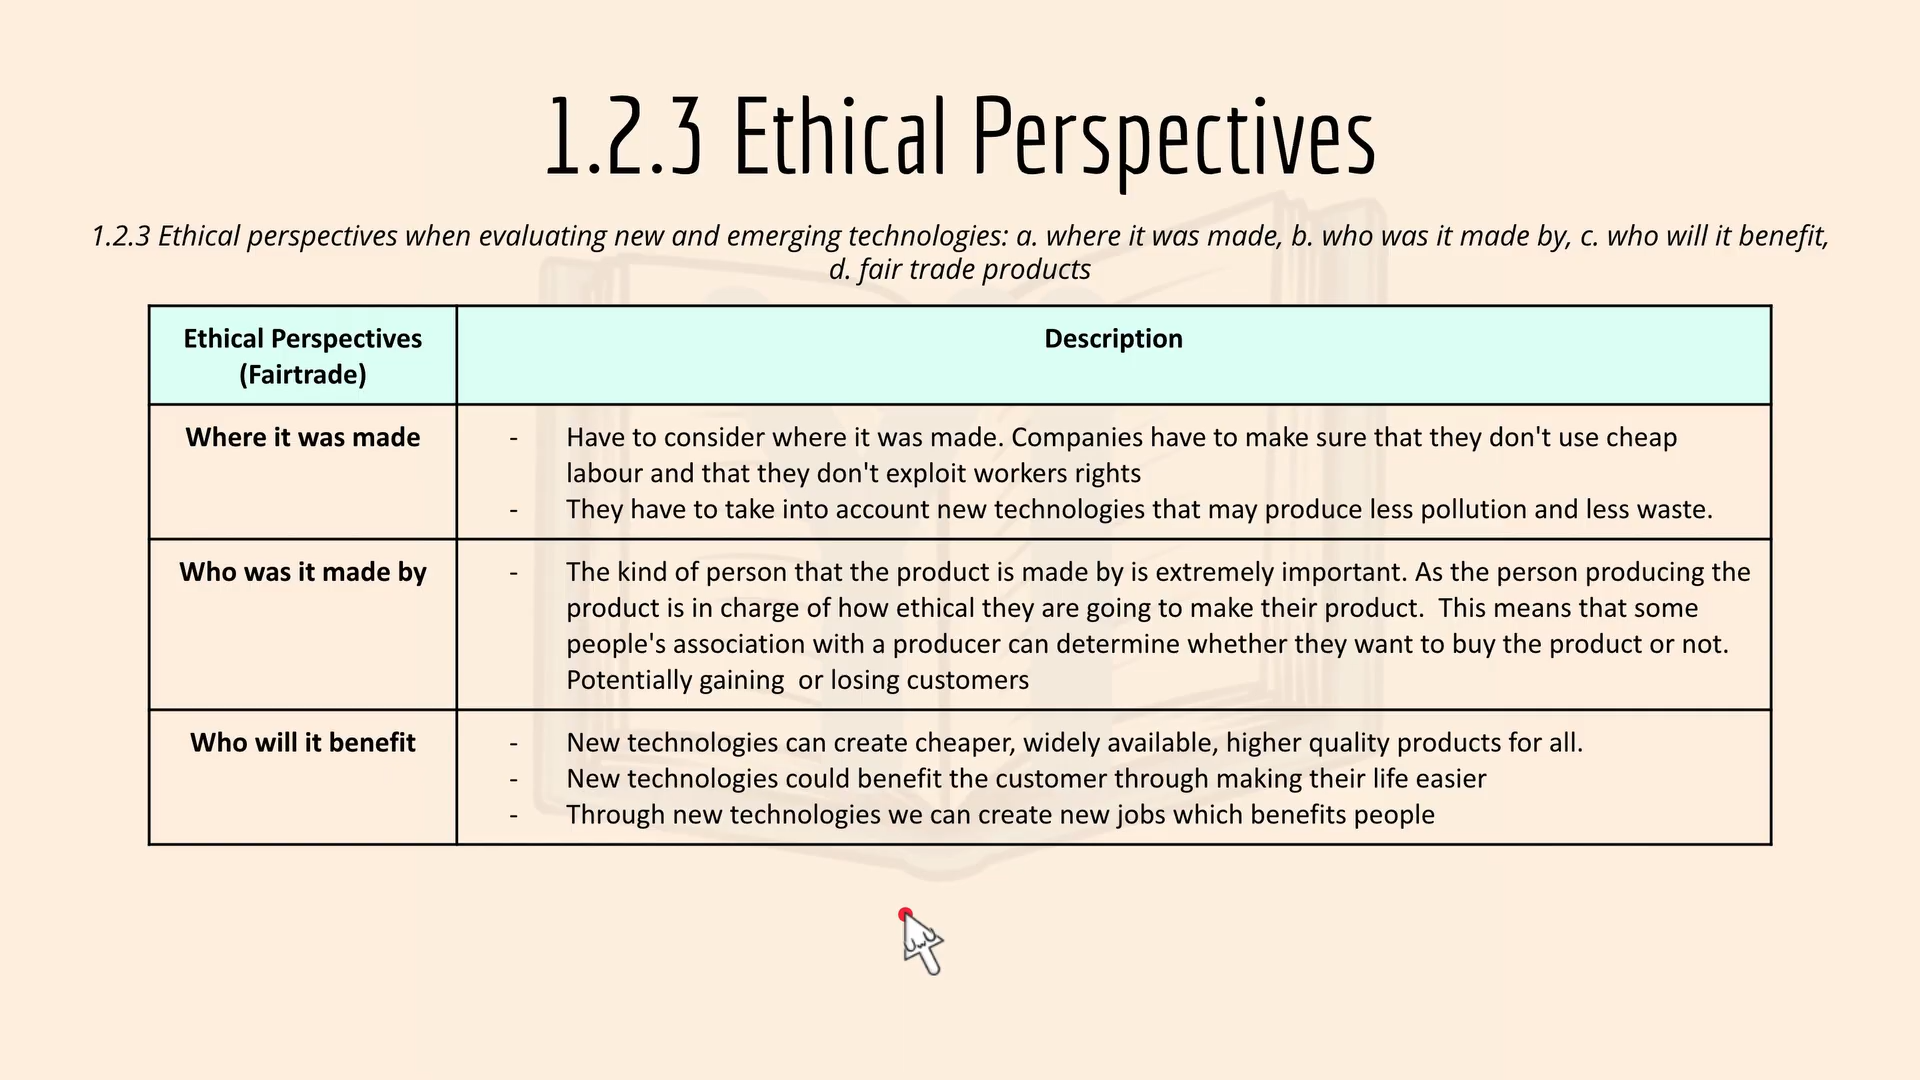 1.2.3 Ethical Perspectives
1.2.3 Ethical perspectives when evaluating new and emerging technologies: a. where it was made, b. who was it made by, c. who will it benefit,
d. fair trade products
Ethical Perspectives
(Fairtrade)
Description
Where it was made
- Have to consider where it was made. Companies have to make sure that they don't use cheap
labour and that they don't exploit workers rights
- They have to take into account new technologies that may produce less pollution and less waste.
Who was it made by
- The kind of person that the product is made by is extremely important. As the person producing the
product is in charge of how ethical they are going to make their product.  This means that some
people's association with a producer can determine whether they want to buy the product or not.
Potentially gaining  or losing customers
Who will it benefit
- New technologies can create cheaper, widely available, higher quality products for all.
- New technologies could benefit the customer through making their life easier
- Through new technologies we can create new jobs which benefits people